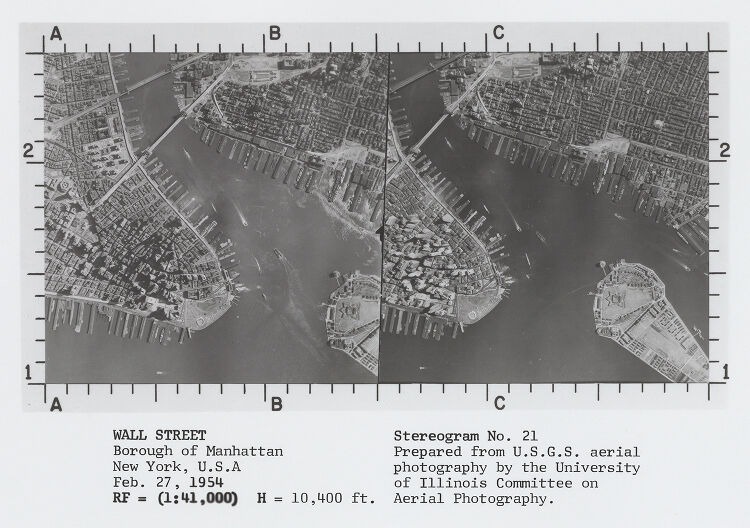 A B C
2 2
1 1
A B C
WALL STREET
Borough of Manhattan
New York, U.S.A
Feb. 27, 1954
RF = (1:41,000) H = 10,400 ft.
Stereogram No. 21
Prepared from U.S.G.S. aerial
photography by the University
of Illinois Committee on
Aerial Photography.